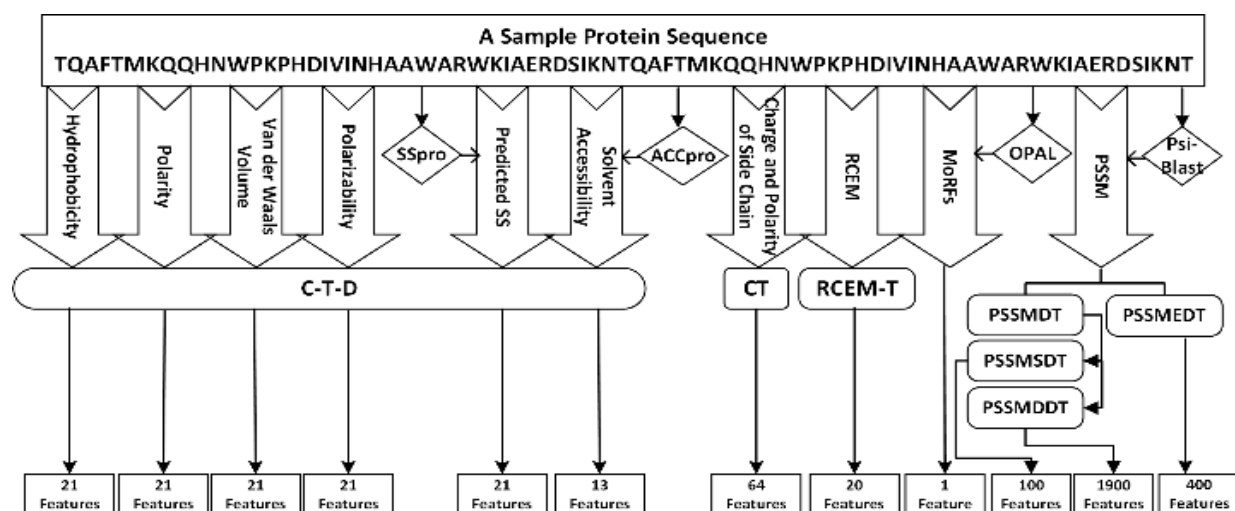 A Sample Protein Sequence
TQAFTMKQQHNWPKPHDIVINHAAWARWKIAERDSIKNTQAFTMKQQHNWPKPHDIVINHAAWARWKIAERDSIKNT
Hydrophobicity
Polarity
Van der Waals
Volume
Polarizability
SSpro
Predicted SS
Solvent
Accessibility
ACCpro
Charge and Polarity
of Side Chain
RCEM
MoRFs
OPAL
PSSM
Psi-
Blast
C-T-D
CT
RCEM-T
PSSMDT
PSSMEDT
PSSMSDT
PSSMDDT
21
Features
21
Features
21
Features
21
Features
21
Features
13
Features
64
Features
20
Features
1
Feature
100
Features
1900
Features
400
Features